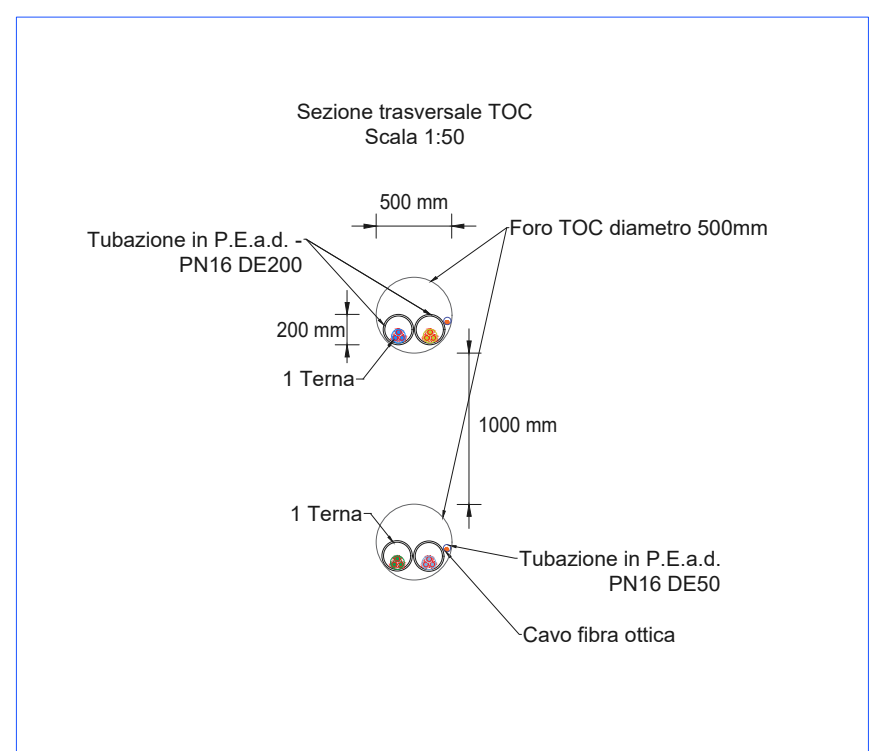 Sezione trasversale TOC
Scala 1:50
500 mm
Foro TOC diametro 500mm
Tubazione in P.E.a.d. -
PN16 DE200
200 mm
1 Terna
1000 mm
1 Terna
Tubazione in P.E.a.d.
PN16 DE50
Cavo fibra ottica